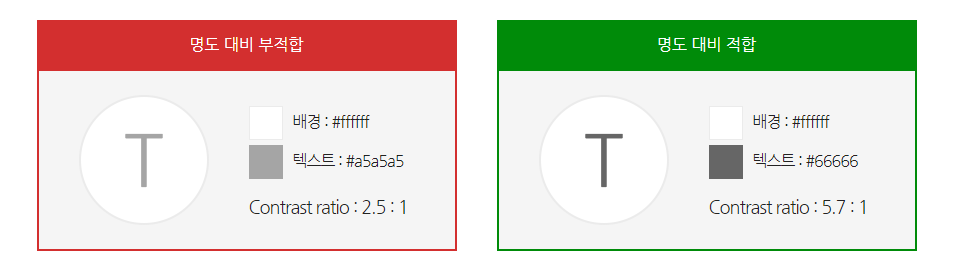 명도 대비 부적합
T
배경 : #ffffff
텍스트 : #a5a5a5
Contrast ratio : 2.5 : 1
명도 대비 적합
T
배경 : #ffffff
텍스트 : #66666
Contrast ratio : 5.7 : 1